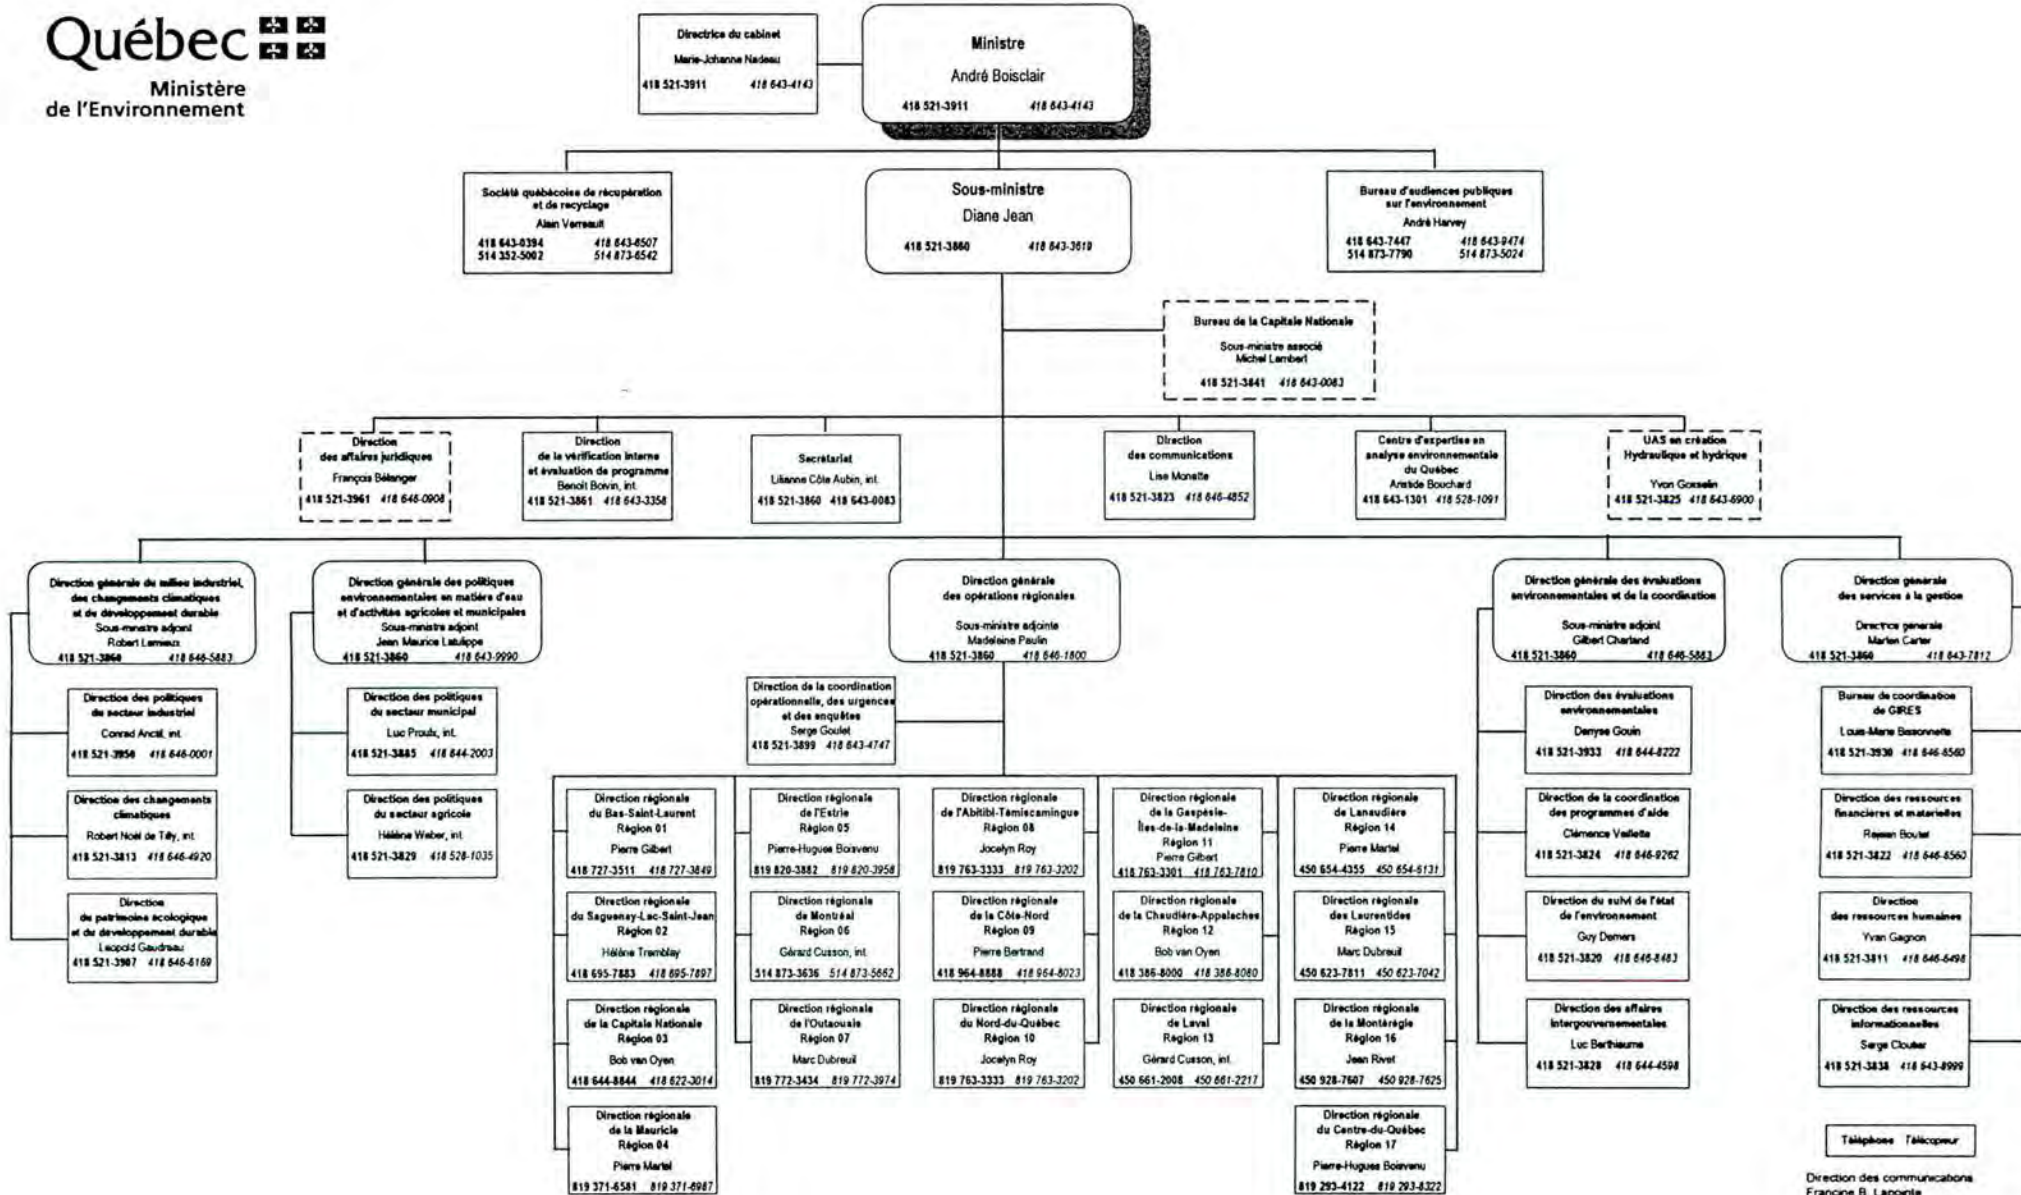 Québec
Ministère
de l'Environnement
Directrice du cabinet
Marie-Johanne Nadeau
418 521-3911 418 643-4143
Ministre
André Boisclair
418 521-3911 418 643-4143
Société québécoise de récupération
et de recyclage
Alain Verreault
418 643-0394 418 643-6507
514 352-5002 514 873-6542
Sous-ministre
Diane Jean
418 521-3860 418 643-3619
Bureau d'audiences publiques
sur l'environnement
André Harvey
418 643-7447 418 643-9474
514 873-7790 514 873-5024
Bureau de la Capitale Nationale
Sous-ministre associé
Michel Lambert
418 521-3841 418 643-0083
Direction
des affaires juridiques
François Bélanger
418 521-3961 418 646-0908
Direction
de la vérification interne
et évaluation de programme
Benoit Boivin, int.
418 521-3861 418 643-3358
Secrétariat
Lilianne Côte Aubin, int.
418 521-3860 418 643-0083
Direction
des communications
Lise Monette
418 521-3823 418 646-4852
Centre d'expertise en
analyse environnementale
du Québec
Aristide Bouchard
418 643-1301 418 528-1091
UAS en création
Hydraulique et hydrique
Yvon Gosselin
418 521-3825 418 643-6900
Direction générale du milieu industriel,
des changements climatiques
et du développement durable
Sous-ministre adjoint
Robert Lemieux
418 521-3860 418 646-5883
Direction générale des politiques
environnementales en matière d'eau
et d'activités agricoles et municipales
Sous-ministre adjoint
Jean Maurice Latulippe
418 521-3860 418 643-9990
Direction générale
des opérations régionales
Sous-ministre adjointe
Madeleine Paulin
418 521-3860 418 646-1800
Direction générale des évaluations
environnementales et de la coordination
Sous-ministre adjoint
Gilbert Charland
418 521-3860 418 646-5883
Direction générale
des services à la gestion
Directrice générale
Marlen Carter
418 521-3860 418 643-7812
Direction des politiques
du secteur industriel
Conrad Anctil, int.
418 521-3950 418 646-0001
Direction des changements
climatiques
Robert Noël de Tilly, int.
418 521-3813 418 646-4920
Direction
du patrimoine écologique
et du développement durable
Léopold Gaudreau
418 521-3907 418 646-6169
Direction des politiques
du secteur municipal
Luc Proulx, int.
418 521-3885 418 644-2003
Direction des politiques
du secteur agricole
Hélène Weber, int.
418 521-3829 418 528-1035
Direction de la coordination
opérationnelle, des urgences
et des enquêtes
Serge Goulet
418 521-3899 418 643-4747
Direction régionale
du Bas-Saint-Laurent
Région 01
Pierre Gilbert
418 727-3511 418 727-3849
Direction régionale
du Saguenay-Lac-Saint-Jean
Région 02
Hélène Tremblay
418 695-7883 418 695-7897
Direction régionale
de la Capitale Nationale
Région 03
Bob van Oyen
418 644-8844 418 622-3014
Direction régionale
de la Mauricie
Région 04
Pierre Martel
819 371-6581 819 371-6987
Direction régionale
de l'Estrie
Région 05
Pierre-Hugues Boisvenu
819 820-3882 819 820-3958
Direction régionale
de Montréal
Région 06
Gérard Cusson, int.
514 873-3636 514 873-5662
Direction régionale
de l'Outaouais
Région 07
Marc Dubreuil
819 772-3434 819 772-3974
Direction régionale
de l'Abitibi-Témiscamingue
Région 08
Jocelyn Roy
819 763-3333 819 763-3202
Direction régionale
de la Côte-Nord
Région 09
Pierre Bertrand
418 964-8888 418 964-8023
Direction régionale
du Nord-du-Québec
Région 10
Jocelyn Roy
819 763-3333 819 763-3202
Direction régionale
de la Gaspésie-
Îles-de-la-Madeleine
Région 11
Pierre Gilbert
418 763-3301 418 763-7810
Direction régionale
de la Chaudière-Appalaches
Région 12
Bob van Oyen
418 386-8000 418 386-8080
Direction régionale
de Laval
Région 13
Gérard Cusson, int.
450 661-2008 450 661-2217
Direction régionale
de Lanaudière
Région 14
Pierre Martel
450 654-4355 450 654-6131
Direction régionale
des Laurentides
Région 15
Marc Dubreuil
450 623-7811 450 623-7042
Direction régionale
de la Montérégie
Région 16
Jean Rivet
450 928-7607 450 928-7625
Direction régionale
du Centre-du-Québec
Région 17
Pierre-Hugues Boisvenu
819 293-4122 819 293-8322
Direction des évaluations
environnementales
Denyse Gouin
418 521-3933 418 644-8222
Direction de la coordination
des programmes d'aide
Clémence Veillette
418 521-3824 418 646-9262
Direction du suivi de l'état
de l'environnement
Guy Demers
418 521-3820 418 646-8483
Direction des affaires
intergouvernementales
Luc Berthiaume
418 521-3828 418 644-4598
Bureau de coordination
de GIRES
Louis-Marie Bissonnette
418 521-3930 418 646-8560
Direction des ressources
financières et matérielles
Rejean Boutet
418 521-3822 418 646-8560
Direction
des ressources humaines
Yvan Gagnon
418 521-3811 418 646-6498
Direction des ressources
informationnelles
Serge Cloutier
418 521-3838 418 643-8999
Téléphone Télécopieur
Direction des communications
Francine B. Lapointe